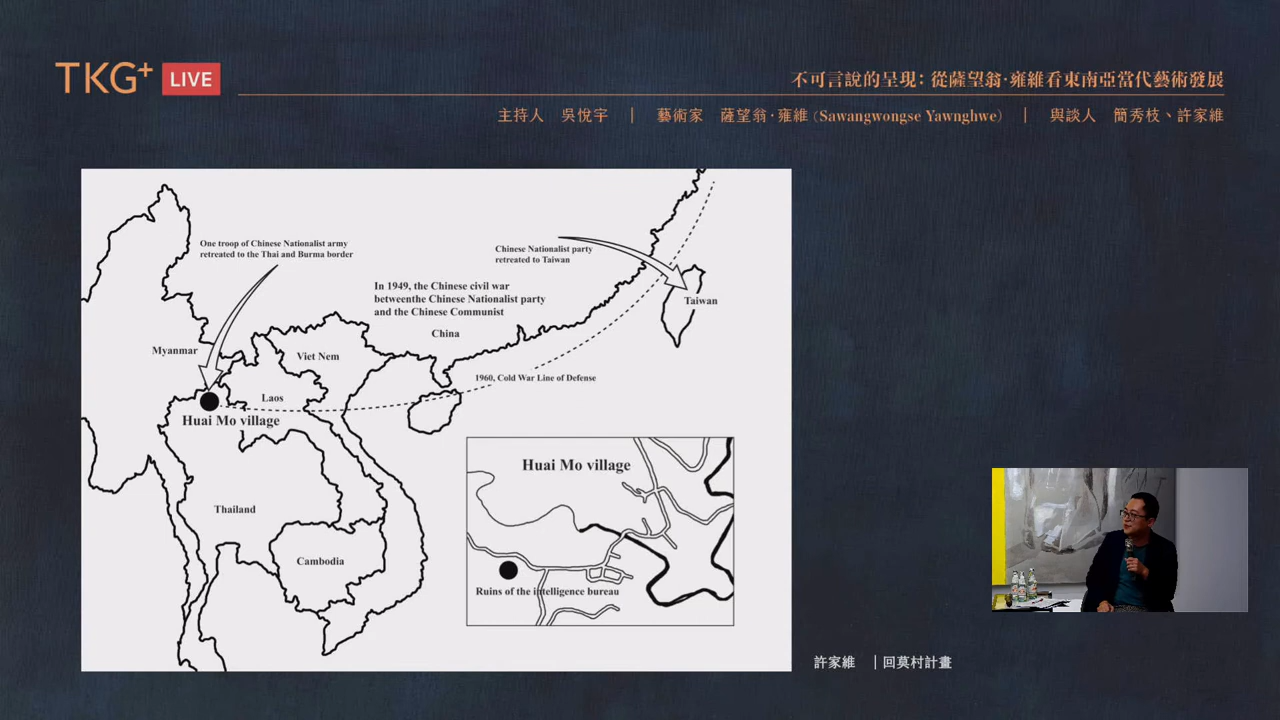 TKG+ LIVE
不可言說的呈現：從薩望翁·雍維看東南亞當代藝術發展
主持人 吳悅宇 | 藝術家 薩望翁·雍維 (Sawangwongse Yawnghwe) | 與談人 簡秀枝、許家維
One troop of Chinese Nationalist army
retreated to the Thai and Burma border
Chinese Nationalist party
retreated to Taiwan
In 1949, the Chinese civil war
betweenthe Chinese Nationalist party
and the Chinese Communist
Taiwan
China
Myanmar
Viet Nem
1960, Cold War Line of Defense
Laos
Huai Mo village
Huai Mo village
Thailand
Cambodia
Ruins of the intelligence bureau
許家維 | 回莫村計畫